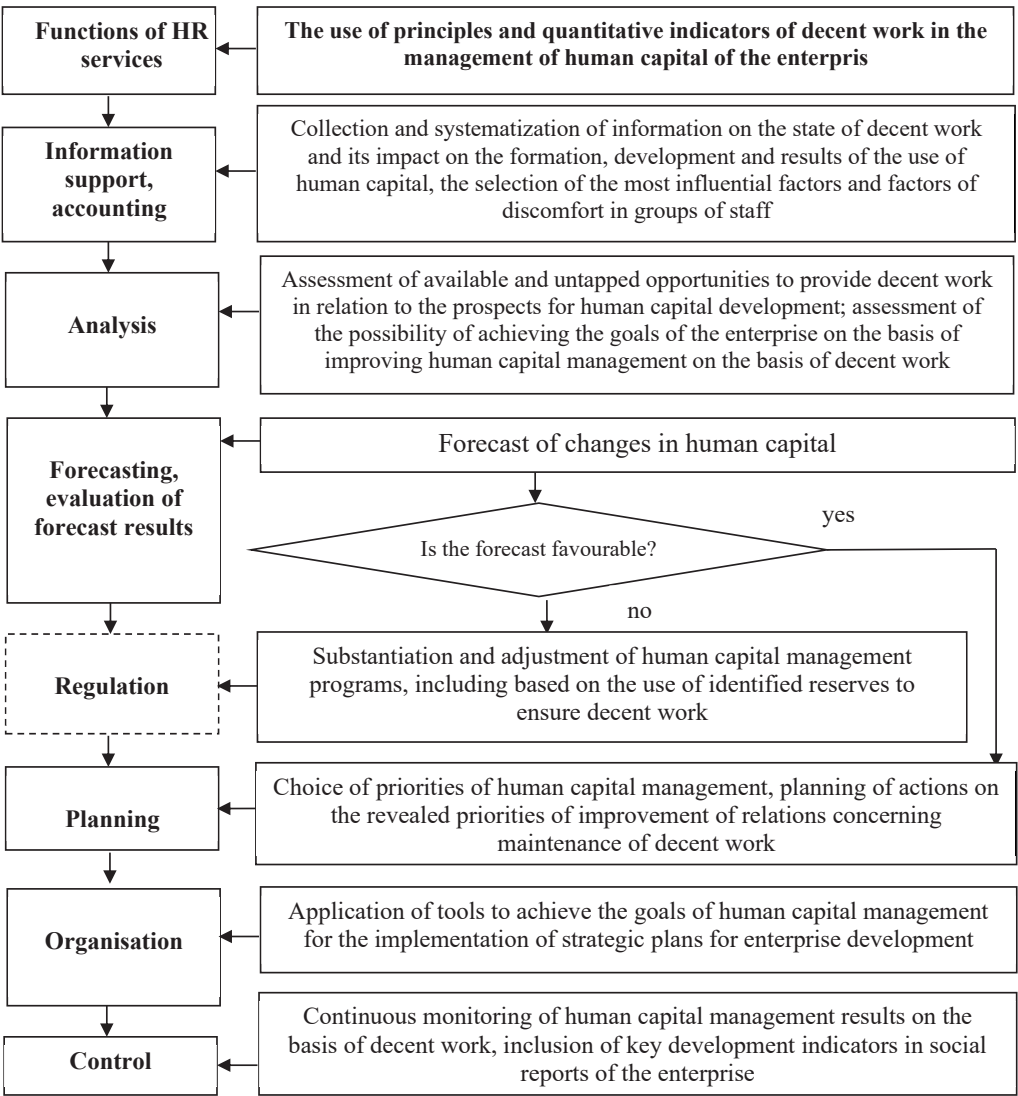 Functions of HR
services
The use of principles and quantitative indicators of decent work in the
management of human capital of the enterpris
Information
support,
accounting
Collection and systematization of information on the state of decent work
and its impact on the formation, development and results of the use of
human capital, the selection of the most influential factors and factors of
discomfort in groups of staff
Analysis
Assessment of available and untapped opportunities to provide decent work
in relation to the prospects for human capital development; assessment of
the possibility of achieving the goals of the enterprise on the basis of
improving human capital management on the basis of decent work
Forecasting,
evaluation of
forecast results
Forecast of changes in human capital
yes
Is the forecast favourable?
no
Regulation
Substantiation and adjustment of human capital management
programs, including based on the use of identified reserves to
ensure decent work
Planning
Choice of priorities of human capital management, planning of actions on
the revealed priorities of improvement of relations concerning
maintenance of decent work
Organisation
Application of tools to achieve the goals of human capital management
for the implementation of strategic plans for enterprise development
Control
Continuous monitoring of human capital management results on the
basis of decent work, inclusion of key development indicators in social
reports of the enterprise